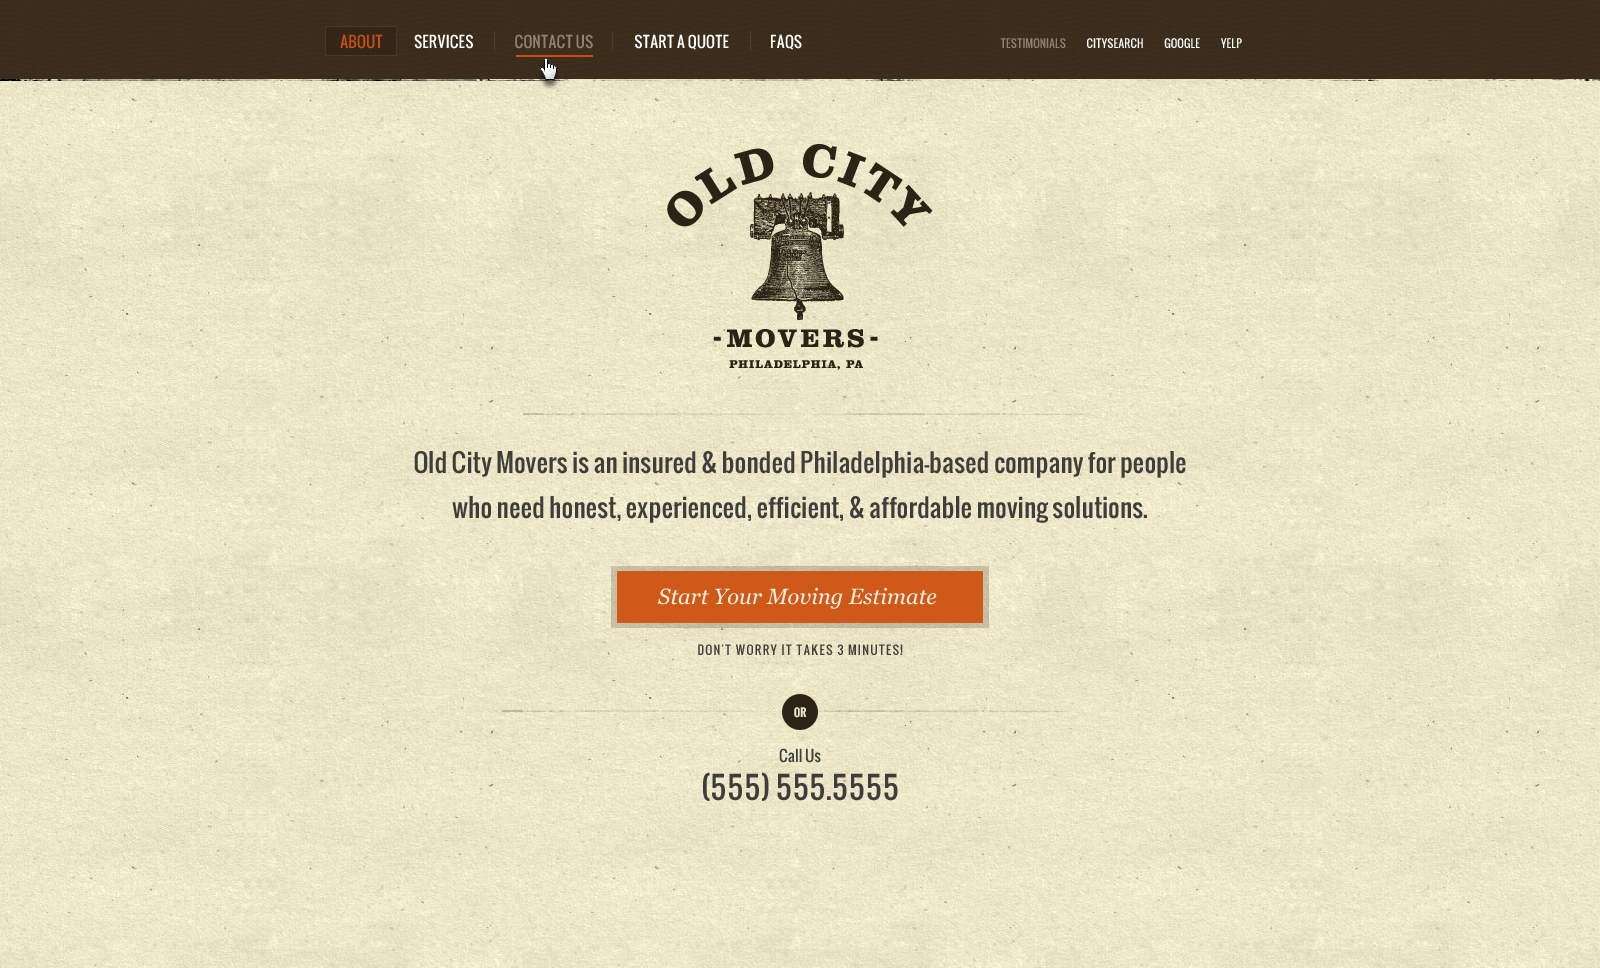 ABOUT SERVICES CONTACT US START A QUOTE FAQS TESTIMONIALS CITYSEARCH GOOGLE YELP
OLD CITY
-MOVERS-
PHILADELPHIA, PA
Old City Movers is an insured & bonded Philadelphia-based company for people
who need honest, experienced, efficient, & affordable moving solutions.
Start Your Moving Estimate
DON'T WORRY IT TAKES 3 MINUTES!
OR
Call Us
(555) 555.5555